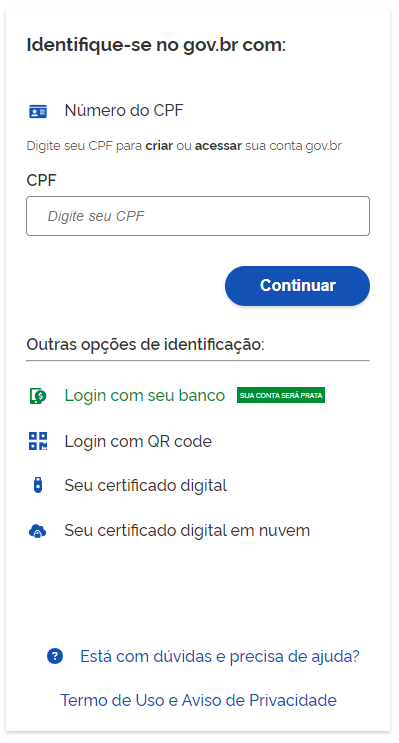 Identifique-se no gov.br com:
Número do CPF
Digite seu CPF para criar ou acessar sua conta gov.br
CPF
Digite seu CPF
Continuar
Outras opções de identificação:
Login com seu banco SUA CONTA SERÁ PRATA
Login com QR code
Seu certificado digital
Seu certificado digital em nuvem
Está com dúvidas e precisa de ajuda?
Termo de Uso e Aviso de Privacidade